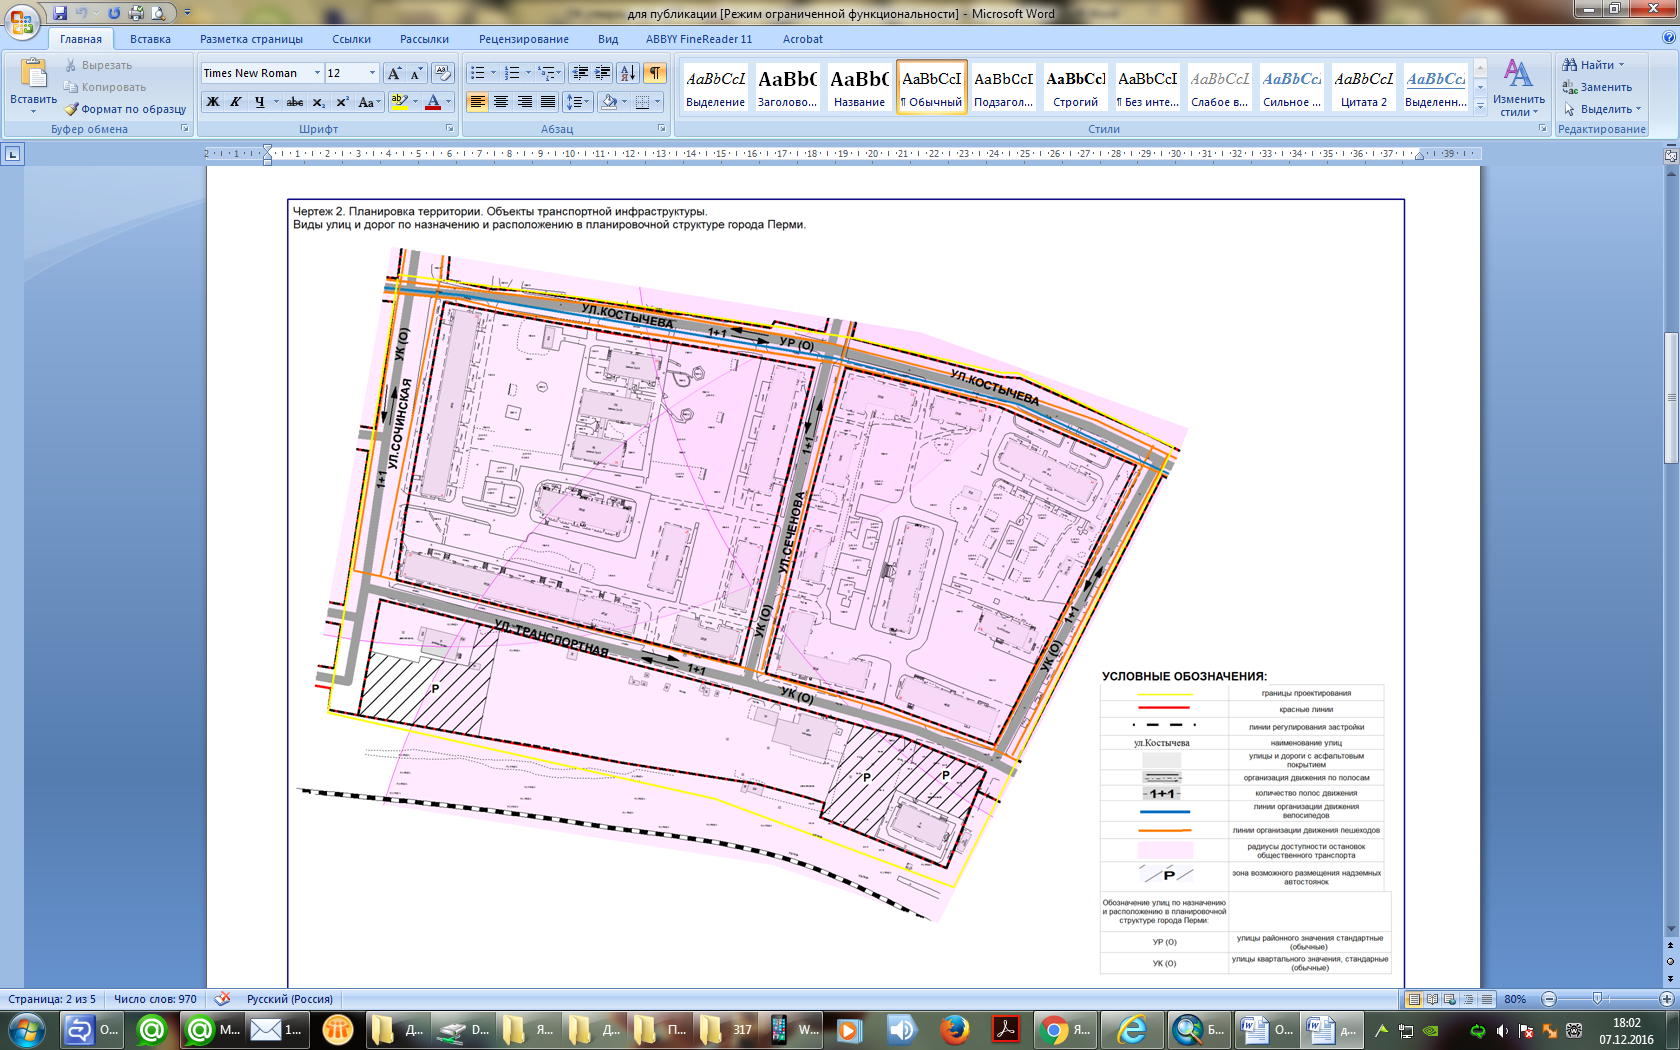 для публикации [Режим ограниченной функциональности] - Microsoft Word
Главная
Вставка
Разметка страницы
Ссылки
Рассылки
Рецензирование
Вид
ABBYY FineReader 11
Acrobat
Вставить
Вырезать
Копировать
Формат по образцу
Буфер обмена
Times New Roman
12
Шрифт
Абзац
Выделение
Заголово...
Название
¶ Обычный
Подзагол...
Строгий
¶ Без инте...
Слабое в...
Сильное ...
Цитата 2
Выделенн...
Стили
Изменить стили
Найти
Заменить
Выделить
Редактирование
Чертеж 2. Планировка территории. Объекты транспортной инфраструктуры.
Виды улиц и дорог по назначению и расположению в планировочной структуре города Перми.
УЛ.КОСТЫЧЕВА
1+1
УР (О)
УЛ.КОСТЫЧЕВА
УК (О)
УЛ.СОЧИНСКАЯ
1+1
1+1
УЛ.СЕЧЕНОВА
УК (О)
1+1
УК (О)
УЛ. ТРАНСПОРТНАЯ
1+1
УК (О)
Р
Р
Р
УСЛОВНЫЕ ОБОЗНАЧЕНИЯ:
границы проектирования
красные линии
линии регулирования застройки
ул.Костычева
наименование улиц
улицы и дороги с асфальтовым
покрытием
организация движения по полосам
1+1
количество полос движения
линии организации движения
велосипедов
линии организации движения пешеходов
радиусы доступности остановок
общественного транспорта
Р
зона возможного размещения надземных
автостоянок
Обозначение улиц по назначению
и расположению в планировочной
структуре города Перми:
УР (О)
улицы районного значения стандартные
(обычные)
УК (О)
улицы квартального значения, стандарные
(обычные)
Страница: 2 из 5
Число слов: 970
Русский (Россия)
80%
О...
М...
1...
Д...
D...
Я...
Д...
П...
317
W...
Я...
Б...
О...
д...
18:02
07.12.2016